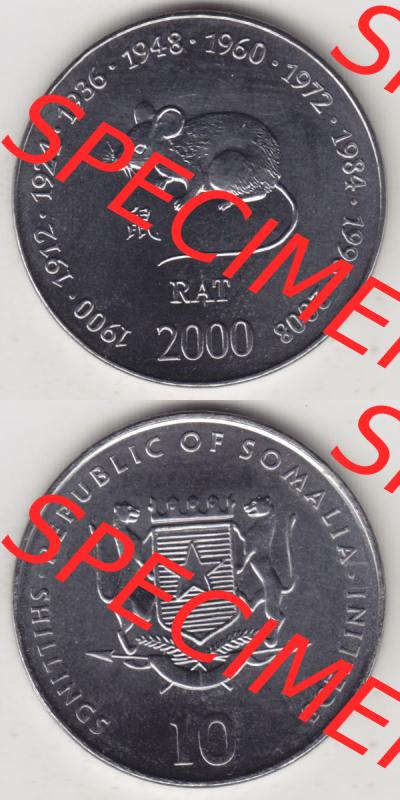 1900 · 1912 · 1924 · 1936 · 1948 · 1960 · 1972 · 1984 · 1996 · 2008
鼠
RAT
2000
SPECIMEN
REPUBLIC OF SOMALIA
SHILLINGS
10
SPECIMEN